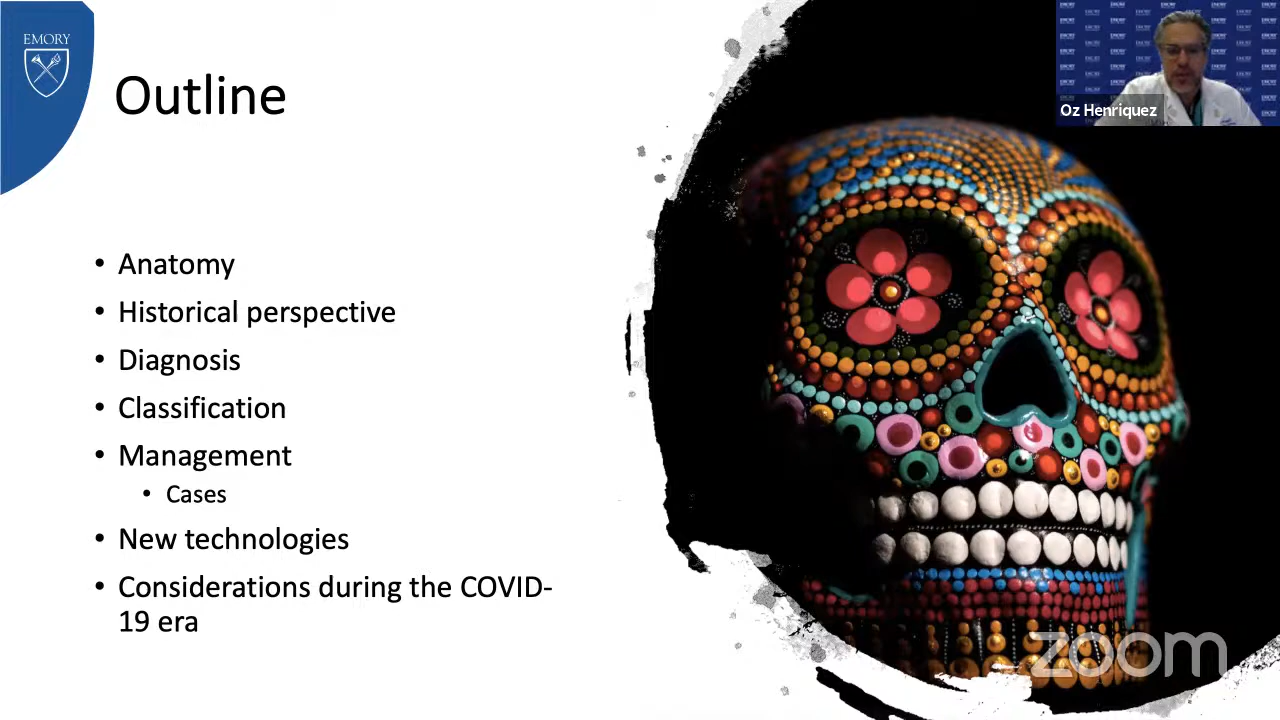 EMORY
Outline
Oz Henriquez
• Anatomy
• Historical perspective
• Diagnosis
• Classification
• Management
• Cases
• New technologies
• Considerations during the COVID-
19 era
zoom